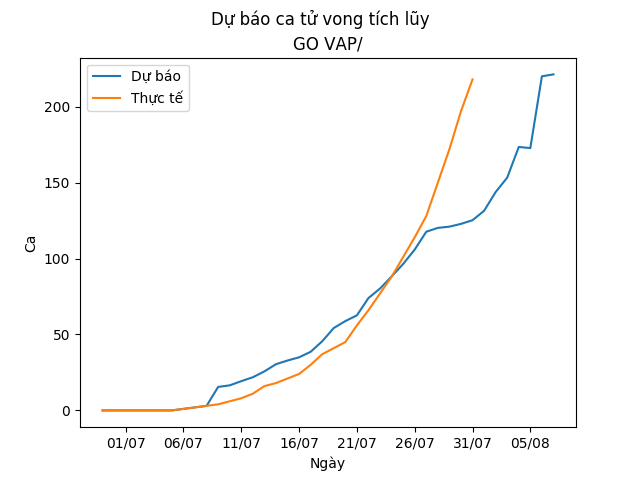 Dự báo ca tử vong tích lũy
GO VAP/
Dự báo
Thực tế
Ca
200
150
100
50
0
01/07 06/07 11/07 16/07 21/07 26/07 31/07 05/08
Ngày